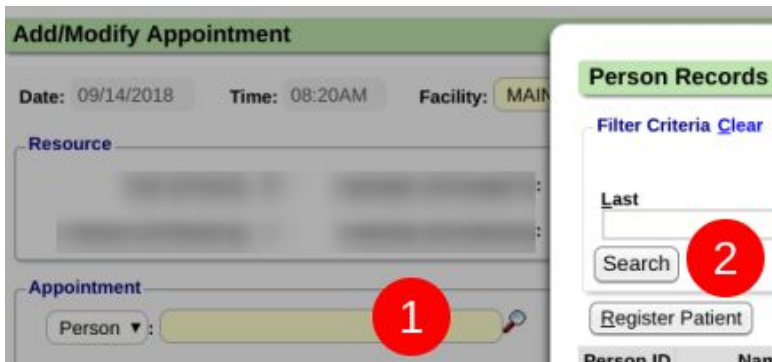 Add/Modify Appointment
Date: 09/14/2018 Time: 08:20AM Facility: MAIN
Resource
:
:
Appointment
Person ▼ :
1
Person Records
Filter Criteria Clear
Last
Search
2
Register Patient
Person ID